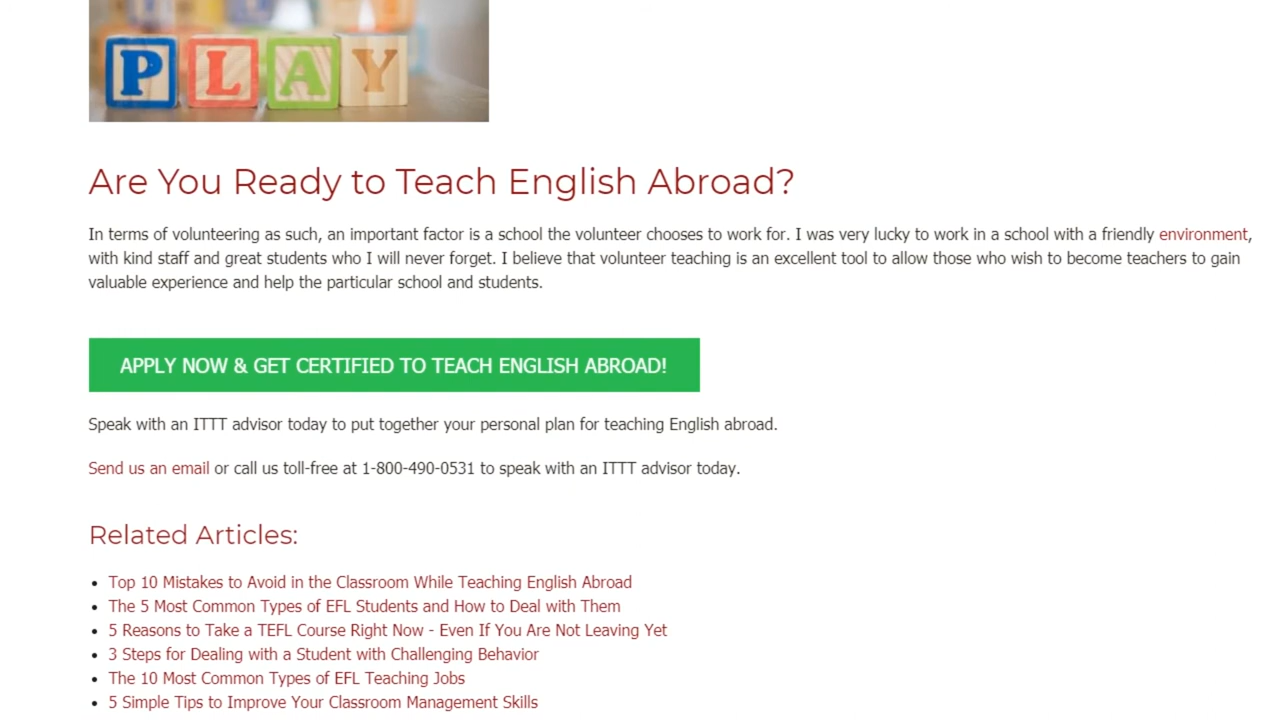 PLAY
Are You Ready to Teach English Abroad?
In terms of volunteering as such, an important factor is a school the volunteer chooses to work for. I was very lucky to work in a school with a friendly environment,
with kind staff and great students who I will never forget. I believe that volunteer teaching is an excellent tool to allow those who wish to become teachers to gain
valuable experience and help the particular school and students.
APPLY NOW & GET CERTIFIED TO TEACH ENGLISH ABROAD!
Speak with an ITTT advisor today to put together your personal plan for teaching English abroad.
Send us an email or call us toll-free at 1-800-490-0531 to speak with an ITTT advisor today.
Related Articles:
• Top 10 Mistakes to Avoid in the Classroom While Teaching English Abroad
• The 5 Most Common Types of EFL Students and How to Deal with Them
• 5 Reasons to Take a TEFL Course Right Now - Even If You Are Not Leaving Yet
• 3 Steps for Dealing with a Student with Challenging Behavior
• The 10 Most Common Types of EFL Teaching Jobs
• 5 Simple Tips to Improve Your Classroom Management Skills